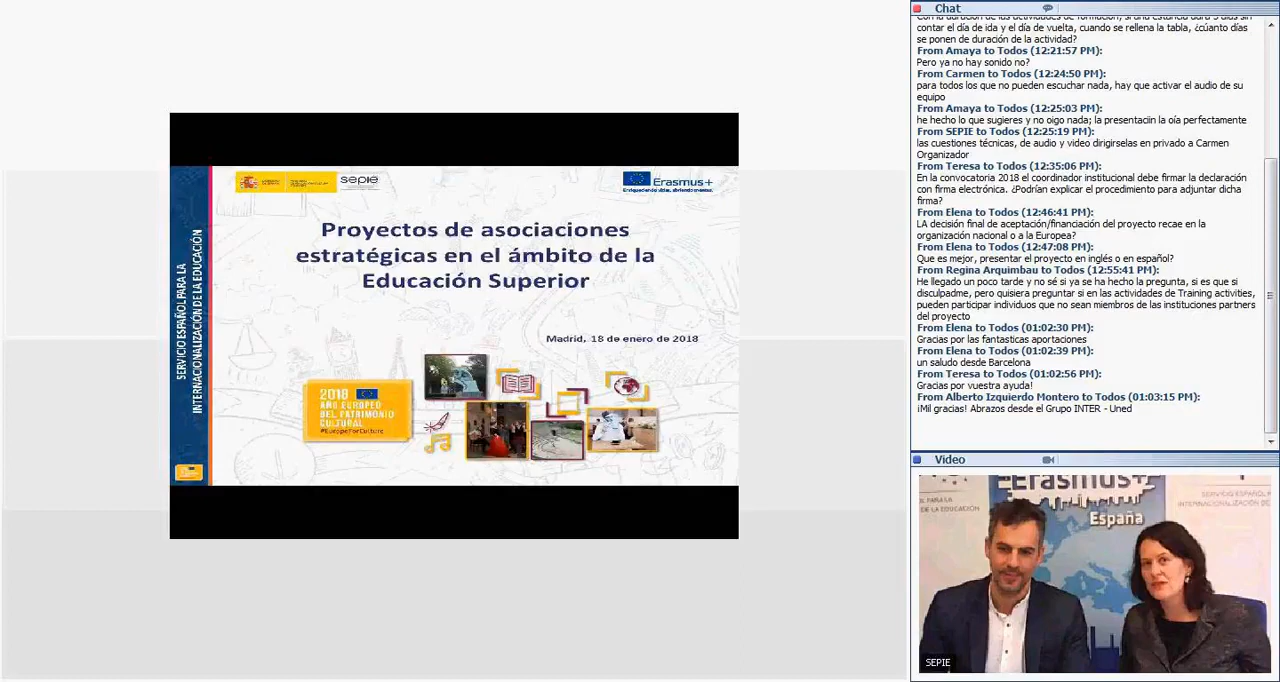 SERVICIO ESPAÑOL PARA LA
INTERNACIONALIZACIÓN DE LA EDUCACIÓN
sepie
Erasmus+
Proyectos de asociaciones
estratégicas en el ámbito de la
Educación Superior
Madrid, 18 de enero de 2018
2018
AÑO EUROPEO
DEL PATRIMONIO
CULTURAL
#EuropeForCulture
Chat
Con la duración de las actividades de formación, si una estancia dura 5 días sin
contar el día de ida y el día de vuelta, cuando se rellena la tabla, ¿cúanto días
se ponen de duración de la actividad?
From Amaya to Todos (12:21:57 PM):
Pero ya no hay sonido no?
From Carmen to Todos (12:24:50 PM):
para todos los que no pueden escuchar nada, hay que activar el audio de su
equipo
From Amaya to Todos (12:25:03 PM):
he hecho lo que sugieres y no oigo nada; la presentaciin la oía perfectamente
From SEPIE to Todos (12:25:19 PM):
las cuestiones técnicas, de audio y video dirigirselas en privado a Carmen
Organizador
From Teresa to Todos (12:35:06 PM):
En la convocatoria 2018 el coordinador institucional debe firmar la declaración
con firma electrónica. ¿Podrían explicar el procedimiento para adjuntar dicha
firma?
From Elena to Todos (12:46:41 PM):
LA decisión final de aceptación/financiación del proyecto recae en la
organización nacional o a la Europea?
From Elena to Todos (12:47:08 PM):
Que es mejor, presentar el proyecto en inglés o en español?
From Regina Arquimbau to Todos (12:55:41 PM):
He llegado un poco tarde y no sé si ya se ha hecho la pregunta, si es que si
disculpadme, pero quisiera preguntar si en las actividades de Training activities,
pueden participar individuos que no sean miembros de las instituciones partners
del proyecto
From Elena to Todos (01:02:30 PM):
Gracias por las fantasticas aportaciones
From Elena to Todos (01:02:39 PM):
un saludo desde Barcelona
From Teresa to Todos (01:02:56 PM):
Gracias por vuestra ayuda!
From Alberto Izquierdo Montero to Todos (01:03:15 PM):
¡Mil gracias! Abrazos desde el Grupo INTER - Uned
Video
Erasmus+
España
PARA LA
DE LA EDUCACIÓN
SERVICIO ESPAÑOL
INTERNACIONALIZACIÓN DE
SEPIE